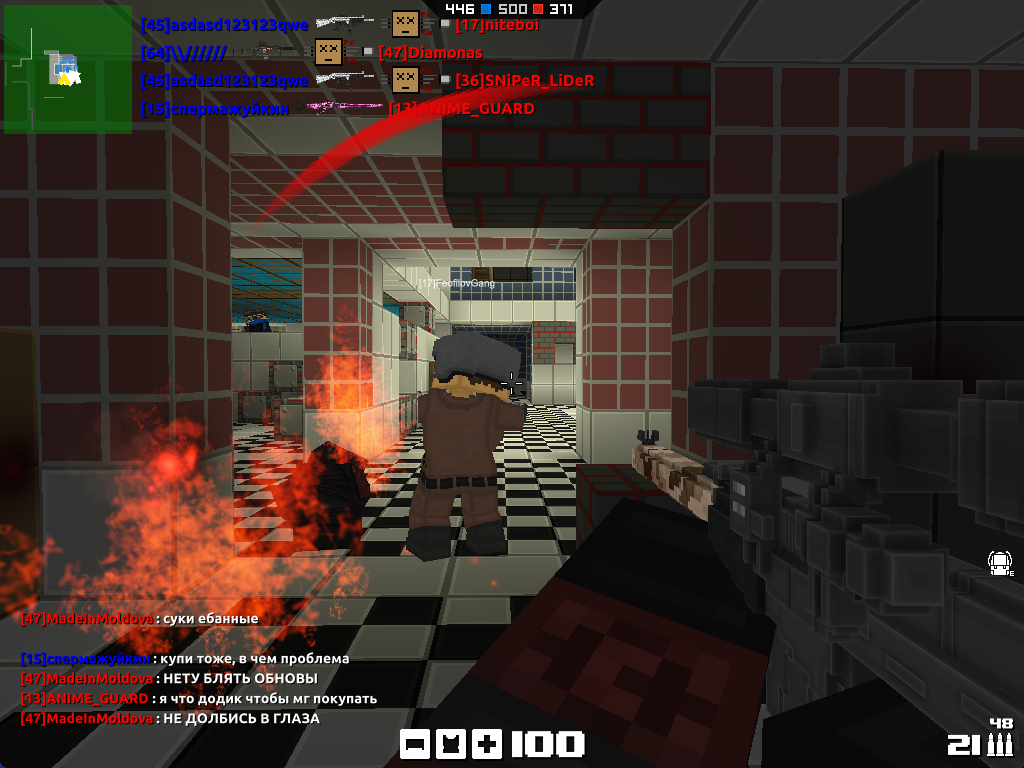 446 500 371
[45]asdasd123123qwe [17]niteboi
[64]\\////// [47]Diamonas
[45]asdasd123123qwe [36]SNiPeR_LiDeR
[15]спермажуйкин [13]ANIME_GUARD
[17]FeofilovGang
[47]MadeInMoldova : суки ебанные
[15]спермажуйкин : купи тоже, в чем проблема
[47]MadeInMoldova : НЕТУ БЛЯТЬ ОБНОВЫ
[13]ANIME_GUARD : я что додик чтобы мг покупать
[47]MadeInMoldova : НЕ ДОЛБИСЬ В ГЛАЗА
E
100
48
21